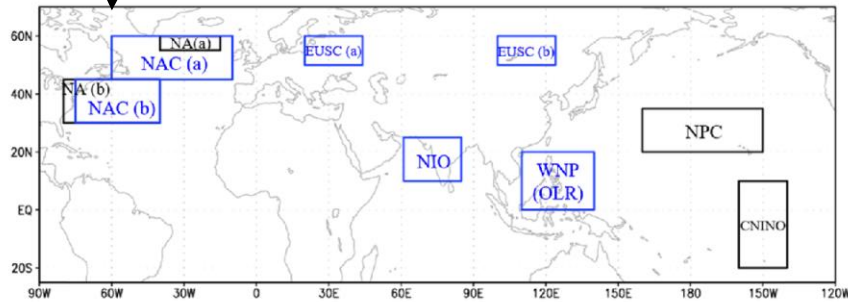 60N
NA(a)
EUSC (a)
EUSC (b)
NAC (a)
40N
NA (b)
NAC (b)
NPC
20N
NIO
WNP
(OLR)
EQ
CNINO
20S
90W 60W 30W 0 30E 60E 90E 120E 150E 180 150W 120W